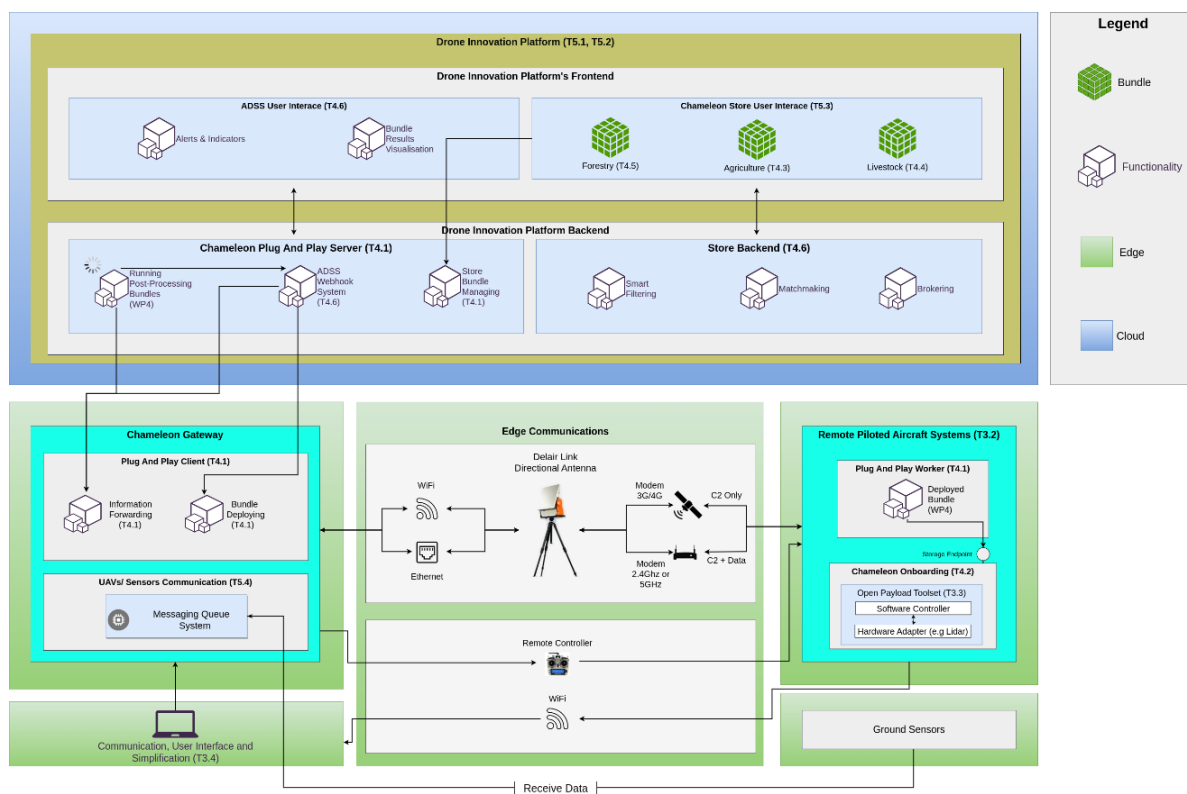 Drone Innovation Platform (T5.1, T5.2)
Drone Innovation Platform's Frontend
ADSS User Interace (T4.6)
Alerts & Indicators
Bundle
Results
Visualisation
Chameleon Store User Interace (T5.3)
Forestry (T4.5)
Agriculture (T4.3)
Livestock (T4.4)
Drone Innovation Platform Backend
Chameleon Plug And Play Server (T4.1)
Running
Post-Processing
Bundles
(WP4)
ADSS
Webhook
System
(T4.6)
Store
Bundle
Managing
(T4.1)
Store Backend (T4.6)
Smart
Filtering
Matchmaking
Brokering
Legend
Bundle
Functionality
Edge
Cloud
Chameleon Gateway
Plug And Play Client (T4.1)
Information
Forwarding
(T4.1)
Bundle
Deploying
(T4.1)
UAVs/ Sensors Communication (T5.4)
Messaging Queue
System
Communication, User Interface and
Simplification (T3.4)
Edge Communications
Delair Link
Directional Antenna
WiFi
Ethernet
Modem
3G/4G
C2 Only
Modem
2.4Ghz or
5GHz
C2 + Data
Remote Controller
WiFi
Remote Piloted Aircraft Systems (T3.2)
Plug And Play Worker (T4.1)
Deployed
Bundle
(WP4)
Storage Endpoint
Chameleon Onboarding (T4.2)
Open Payload Toolset (T3.3)
Software Controller
Hardware Adapter (e.g Lidar)
Ground Sensors
Receive Data